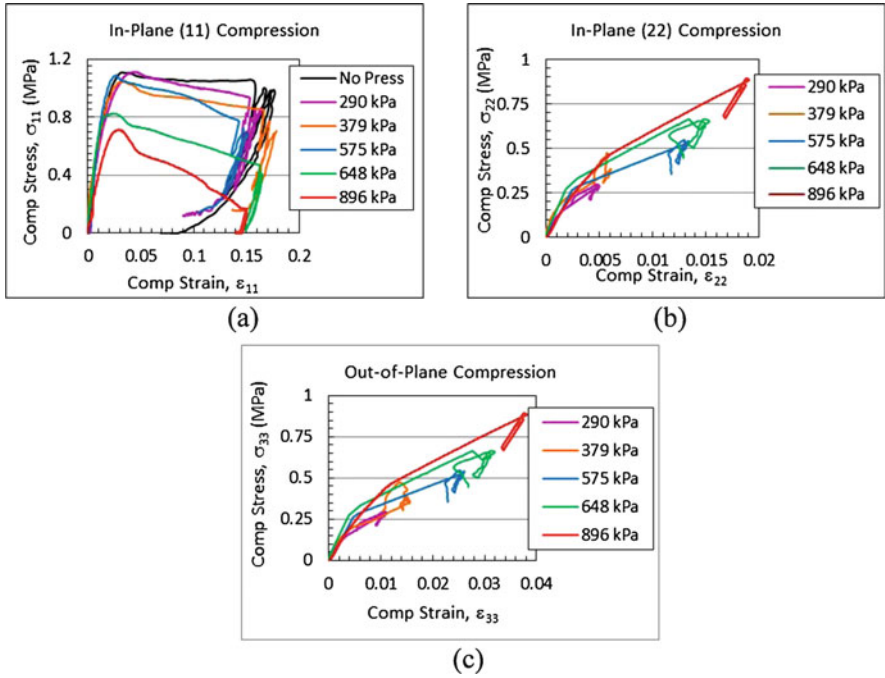 In-Plane (11) Compression
Comp Stress, σ11 (MPa)
1.2
0.8
0.4
0
0 0.05 0.1 0.15 0.2
Comp Strain, ε11
No Press
290 kPa
379 kPa
575 kPa
648 kPa
896 kPa
(a)
In-Plane (22) Compression
Comp Stress, σ22 (MPa)
1
0.75
0.5
0.25
0
0 0.005 0.01 0.015 0.02
Comp Strain, ε22
290 kPa
379 kPa
575 kPa
648 kPa
896 kPa
(b)
Out-of-Plane Compression
Comp Stress, σ33 (MPa)
1
0.75
0.5
0.25
0
0 0.01 0.02 0.03 0.04
Comp Strain, ε33
290 kPa
379 kPa
575 kPa
648 kPa
896 kPa
(c)